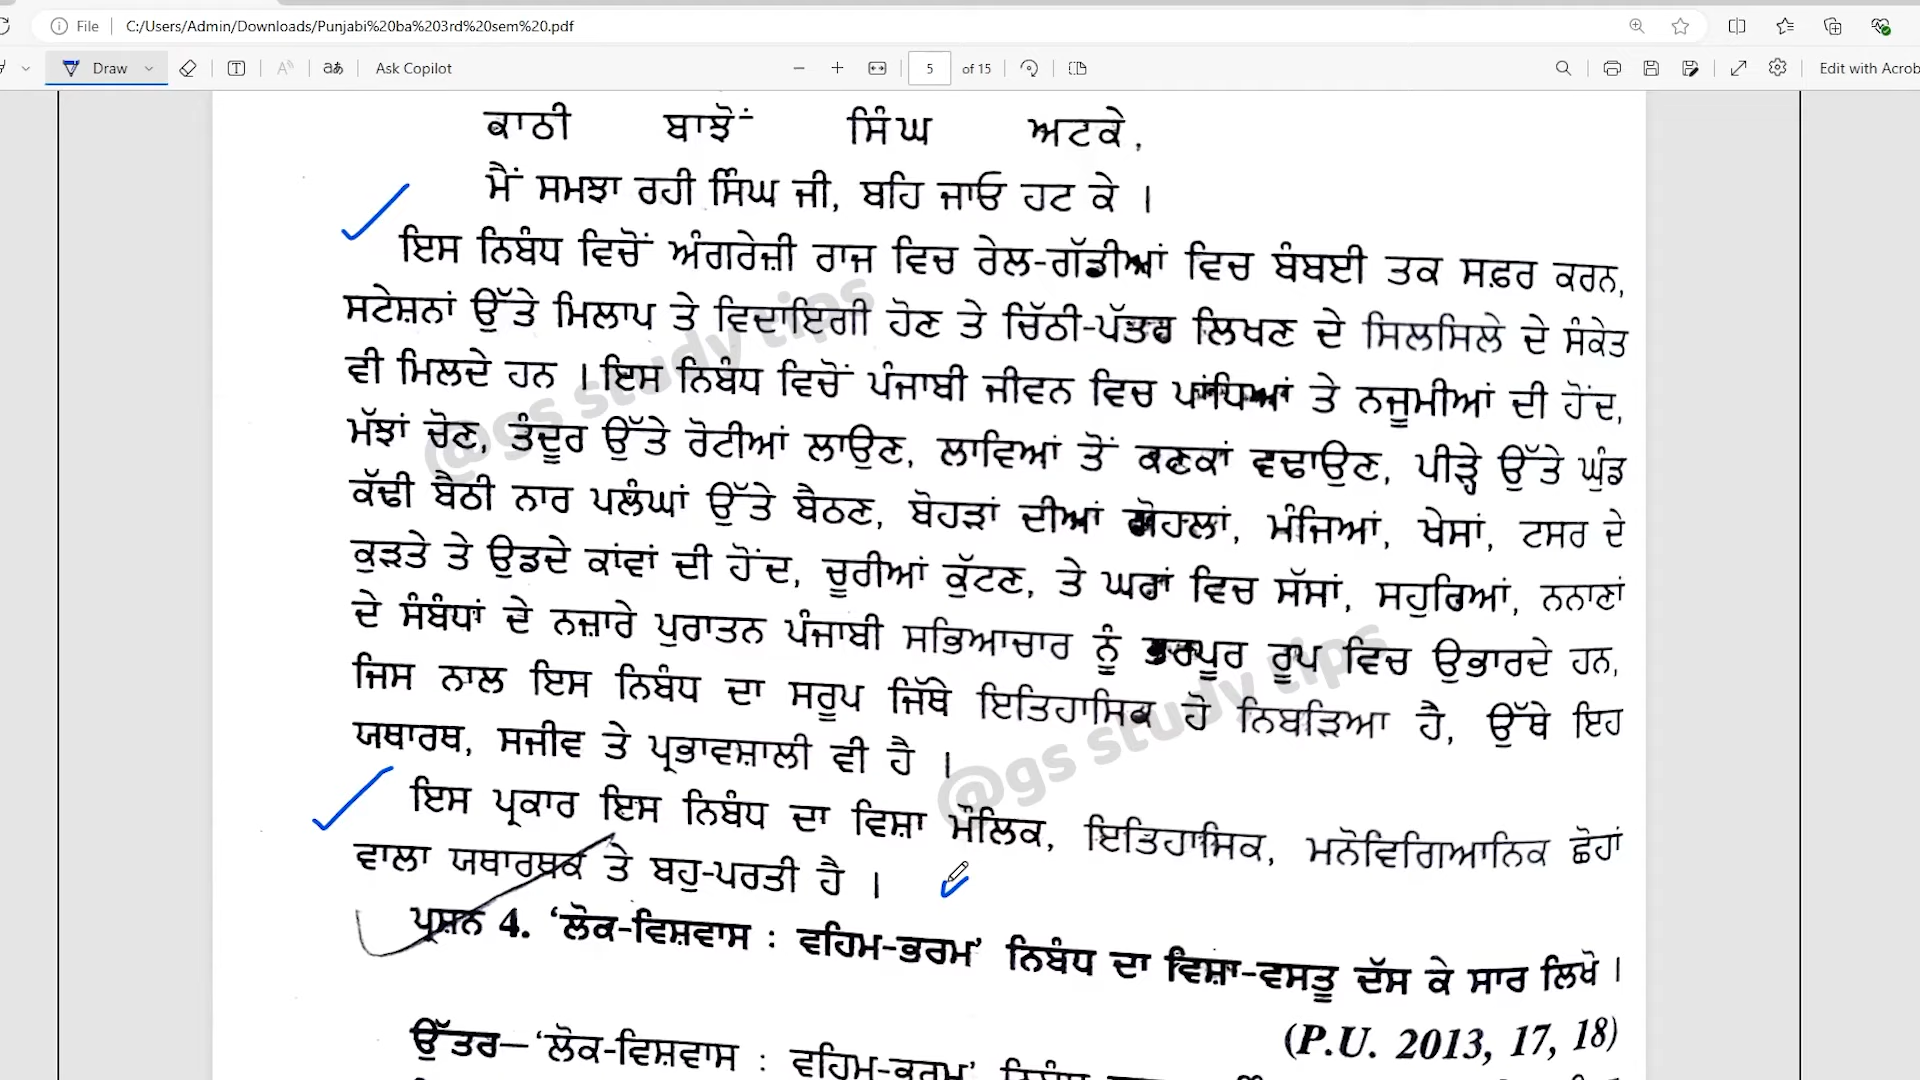 File C:/Users/Admin/Downloads/Punjabi%20ba%203rd%20sem%20.pdf
Draw Ask Copilot 5 of 15 Edit with Acrob
ਕਾਠੀ ਬਾਝੋਂ ਸਿੰਘ ਅਟਕੇ,
ਮੈਂ ਸਮਝਾ ਰਹੀ ਸਿੰਘ ਜੀ, ਬਹਿ ਜਾਓ ਹਟ ਕੇ ।
ਇਸ ਨਿਬੰਧ ਵਿਚੋਂ ਅੰਗਰੇਜ਼ੀ ਰਾਜ ਵਿਚ ਰੇਲ-ਗੱਡੀਆਂ ਵਿਚ ਬੰਬਈ ਤਕ ਸਫ਼ਰ ਕਰਨ,
ਸਟੇਸ਼ਨਾਂ ਉੱਤੇ ਮਿਲਾਪ ਤੇ ਵਿਦਾਇਗੀ ਹੋਣ ਤੇ ਚਿੱਠੀ-ਪੱਤਰ ਲਿਖਣ ਦੇ ਸਿਲਸਿਲੇ ਦੇ ਸੰਕੇਤ
ਵੀ ਮਿਲਦੇ ਹਨ । ਇਸ ਨਿਬੰਧ ਵਿਚੋਂ ਪੰਜਾਬੀ ਜੀਵਨ ਵਿਚ ਪਾਂਧਿਆਂ ਤੇ ਨਜੂਮੀਆਂ ਦੀ ਹੋਂਦ,
ਮੱਝਾਂ ਚੋਣ, ਤੰਦੂਰ ਉੱਤੇ ਰੋਟੀਆਂ ਲਾਉਣ, ਲਾਵਿਆਂ ਤੋਂ ਕਣਕਾਂ ਵਢਾਉਣ, ਪੀੜ੍ਹੇ ਉੱਤੇ ਘੁੰਡ
ਕੱਢੀ ਬੈਠੀ ਨਾਰ ਪਲੰਘਾਂ ਉੱਤੇ ਬੈਠਣ, ਬੋਹੜਾਂ ਦੀਆਂ ਗੋਹਲਾਂ, ਮੰਜਿਆਂ, ਖੇਸਾਂ, ਟਸਰ ਦੇ
ਕੁੜਤੇ ਤੇ ਉਡਦੇ ਕਾਂਵਾਂ ਦੀ ਹੋਂਦ, ਚੂਰੀਆਂ ਕੁੱਟਣ, ਤੇ ਘਰਾਂ ਵਿਚ ਸੱਸਾਂ, ਸਹੁਰਿਆਂ, ਨਨਾਣਾਂ
ਦੇ ਸੰਬੰਧਾਂ ਦੇ ਨਜ਼ਾਰੇ ਪੁਰਾਤਨ ਪੰਜਾਬੀ ਸਭਿਆਚਾਰ ਨੂੰ ਭਰਪੂਰ ਰੂਪ ਵਿਚ ਉਭਾਰਦੇ ਹਨ,
ਜਿਸ ਨਾਲ ਇਸ ਨਿਬੰਧ ਦਾ ਸਰੂਪ ਜਿੱਥੇ ਇਤਿਹਾਸਿਕ ਹੋ ਨਿਬੜਿਆ ਹੈ, ਉੱਥੇ ਇਹ
ਯਥਾਰਥ, ਸਜੀਵ ਤੇ ਪ੍ਰਭਾਵਸ਼ਾਲੀ ਵੀ ਹੈ ।
ਇਸ ਪ੍ਰਕਾਰ ਇਸ ਨਿਬੰਧ ਦਾ ਵਿਸ਼ਾ ਮੌਲਿਕ, ਇਤਿਹਾਸਿਕ, ਮਨੋਵਿਗਿਆਨਿਕ ਛੋਹਾਂ
ਵਾਲਾ ਯਥਾਰਥਕ ਤੇ ਬਹੁ-ਪਰਤੀ ਹੈ ।
ਪ੍ਰਸ਼ਨ 4. ‘ਲੋਕ-ਵਿਸ਼ਵਾਸ : ਵਹਿਮ-ਭਰਮ’ ਨਿਬੰਧ ਦਾ ਵਿਸ਼ਾ-ਵਸਤੂ ਦੱਸ ਕੇ ਸਾਰ ਲਿਖੋ ।
(P.U. 2013, 17, 18)
ਉੱਤਰ—‘ਲੋਕ-ਵਿਸ਼ਵਾਸ : ਵਹਿਮ-ਭਰਮ’ ਨਿਬੰਧ
@gs study tips
@gs study tips